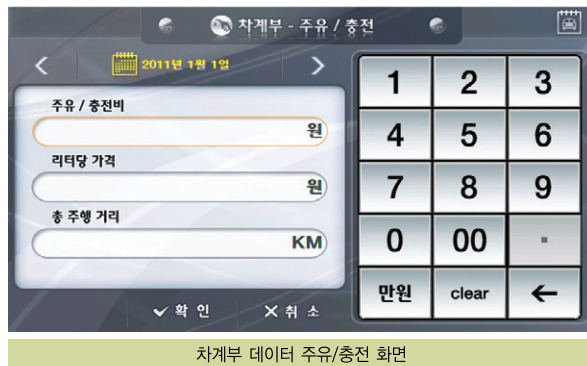 차계부 - 주유 / 충전
2011년 1월 1일
주유 / 충전비
원
리터당 가격
원
총 주행 거리
KM
확 인
취 소
1 2 3
4 5 6
7 8 9
0 00 .
만원 clear ←
차계부 데이터 주유/충전 화면